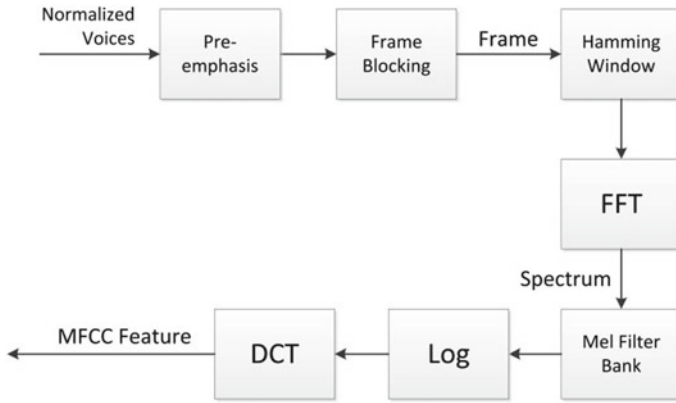 Normalized
Voices
Pre-
emphasis
Frame
Blocking
Frame
Hamming
Window
FFT
Spectrum
Mel Filter
Bank
Log
DCT
MFCC Feature